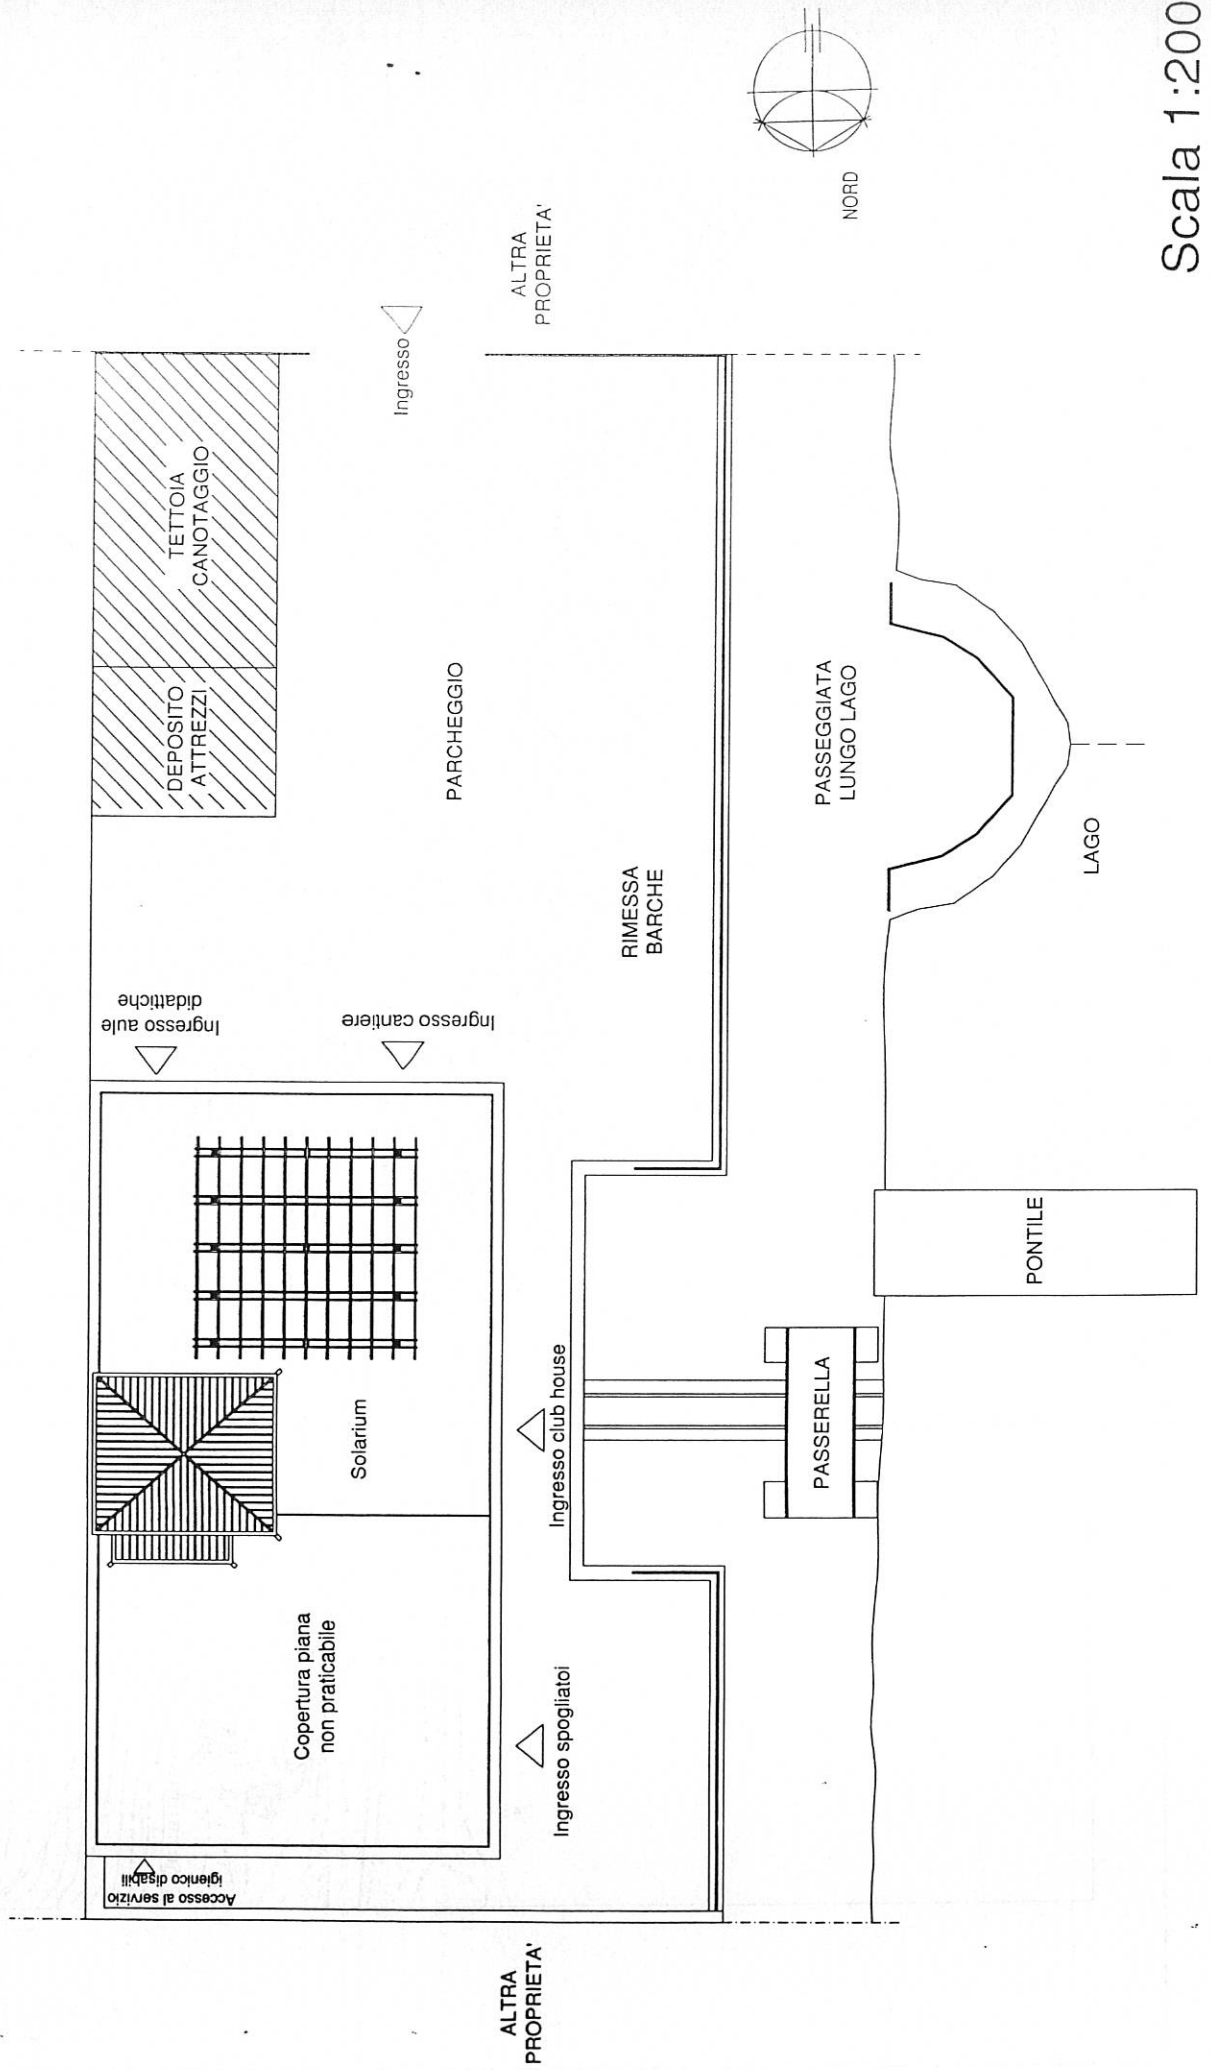 Scala 1:200
NORD
ALTRA
PROPRIETA'
Ingresso
TETTOIA
CANOTAGGIO
DEPOSITO
ATTREZZI
PARCHEGGIO
PASSEGGIATA
LUNGO LAGO
LAGO
RIMESSA
BARCHE
Ingresso aule
didattiche
Ingresso cantiere
PONTILE
PASSERELLA
Solarium
Ingresso club house
Copertura piana
non praticabile
Ingresso spogliatoi
Accesso al servizio
igienico disabili
ALTRA
PROPRIETA'